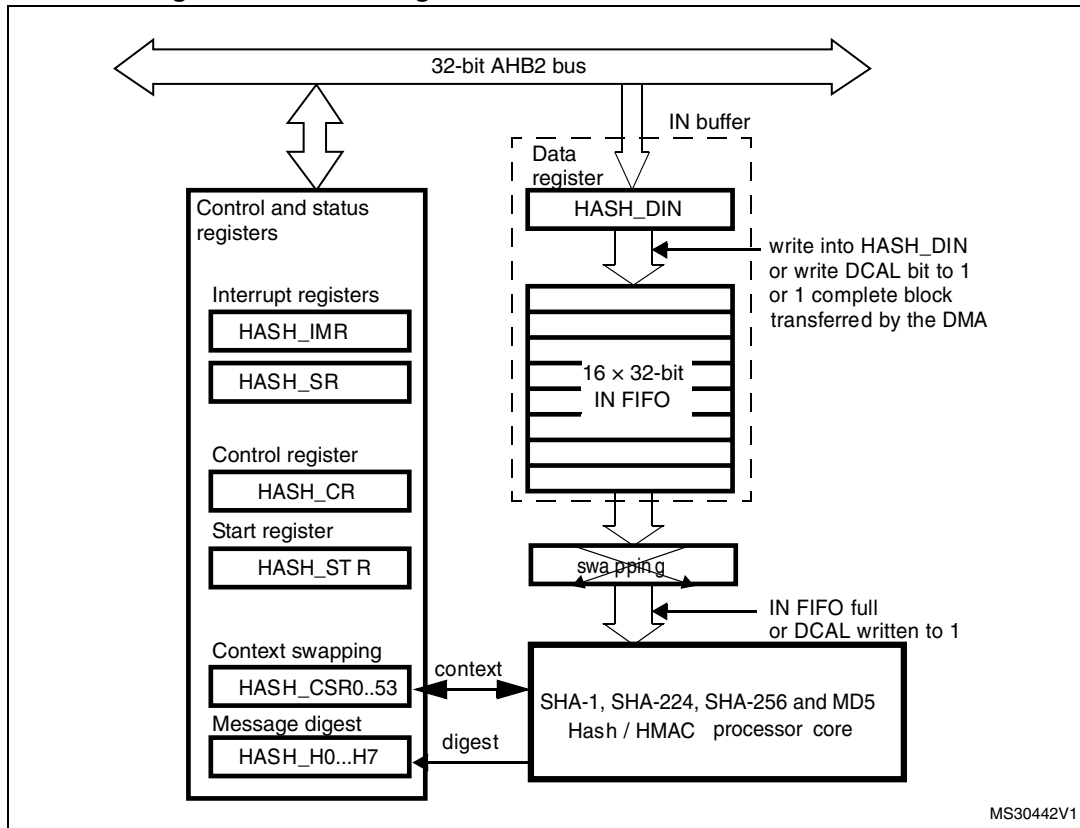 32-bit AHB2 bus
IN buffer
Data
register
HASH_DIN
write into HASH_DIN
or write DCAL bit to 1
or 1 complete block
transferred by the DMA
16 × 32-bit
IN FIFO
swapping
IN FIFO full
or DCAL written to 1
Control and status
registers
Interrupt registers
HASH_IMR
HASH_SR
Control register
HASH_CR
Start register
HASH_ST R
Context swapping
HASH_CSR0..53
Message digest
HASH_H0...H7
context
digest
SHA-1, SHA-224, SHA-256 and MD5
Hash / HMAC processor core
MS30442V1